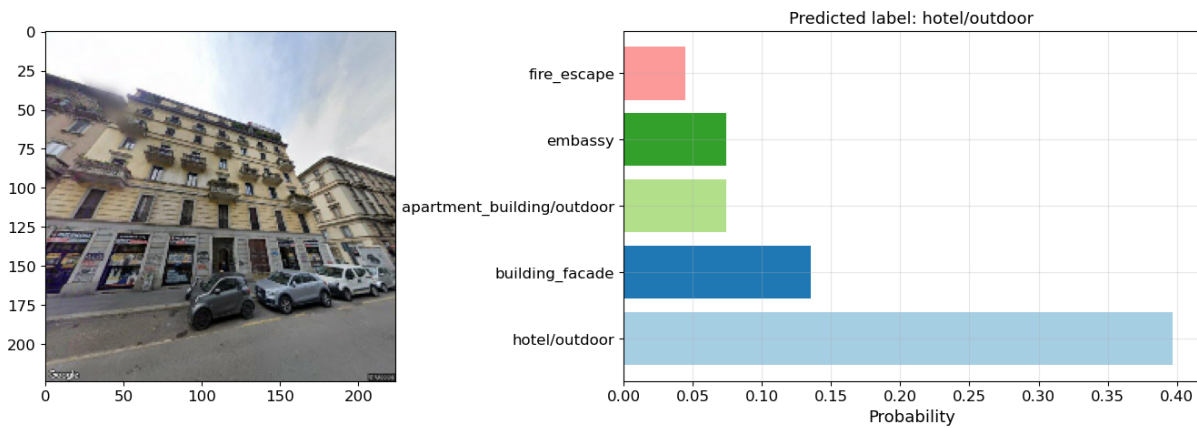 Predicted label: hotel/outdoor
0
25
50
75
100
125
150
175
200
0 50 100 150 200
Google
fire_escape
embassy
apartment_building/outdoor
building_facade
hotel/outdoor
0.00 0.05 0.10 0.15 0.20 0.25 0.30 0.35 0.40
Probability